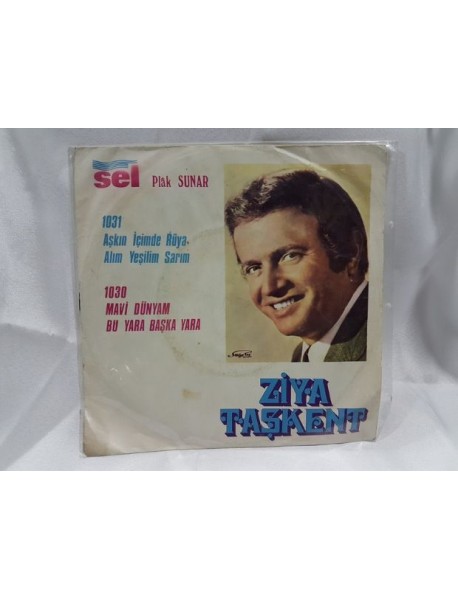 sel Plak SUNAR
1031
Aşkın İçimde Rüya.
Alım Yeşilim Sarım
1030
MAVİ DÜNYAM
BU YARA BAŞKA YARA
ZİYA
TAŞKENT